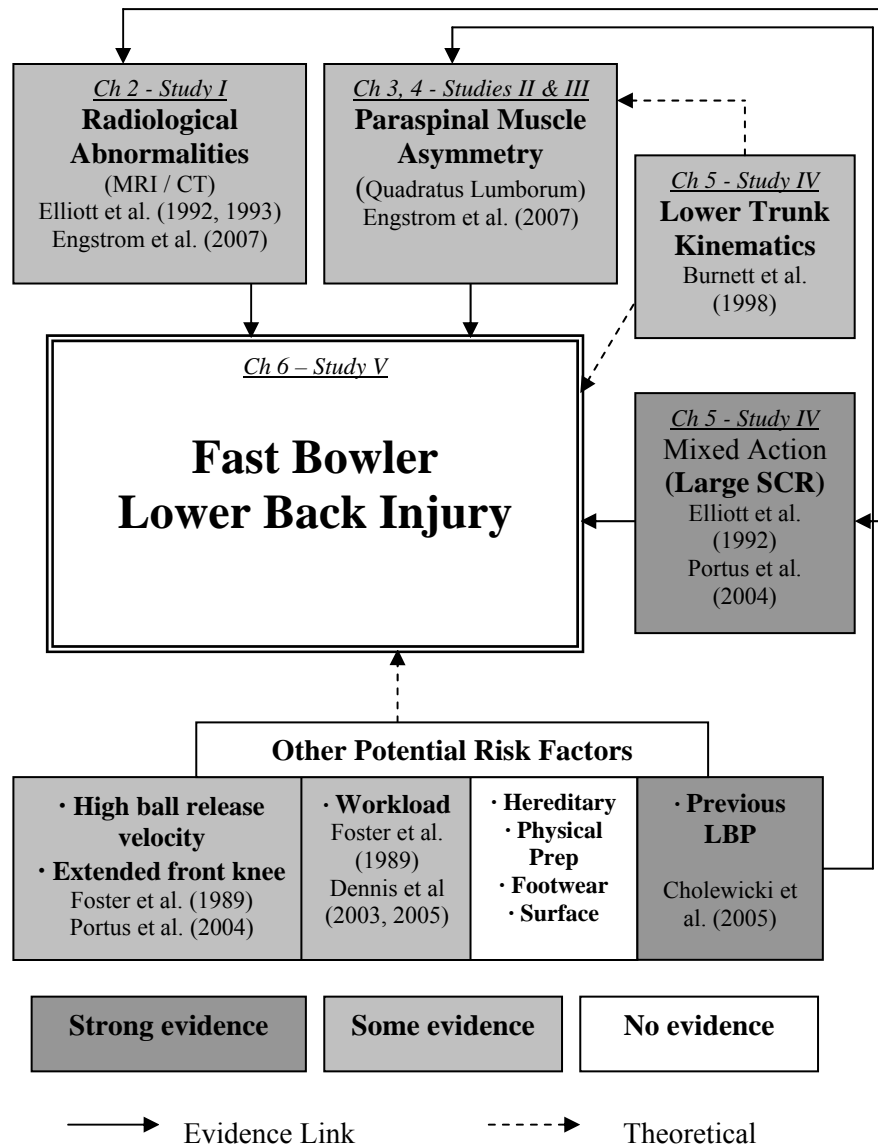 Ch 2 - Study I
Radiological
Abnormalities
(MRI / CT)
Elliott et al. (1992, 1993)
Engstrom et al. (2007)
Ch 3, 4 - Studies II & III
Paraspinal Muscle
Asymmetry
(Quadratus Lumborum)
Engstrom et al. (2007)
Ch 5 - Study IV
Lower Trunk
Kinematics
Burnett et al.
(1998)
Ch 6 – Study V
Fast Bowler
Lower Back Injury
Ch 5 - Study IV
Mixed Action
(Large SCR)
Elliott et al.
(1992)
Portus et al.
(2004)
Other Potential Risk Factors
· High ball release
velocity
· Extended front knee
Foster et al. (1989)
Portus et al. (2004)
· Workload
Foster et al.
(1989)
Dennis et al
(2003, 2005)
· Hereditary
· Physical
Prep
· Footwear
· Surface
· Previous
LBP
Cholewicki et
al. (2005)
Strong evidence
Some evidence
No evidence
Evidence Link
Theoretical